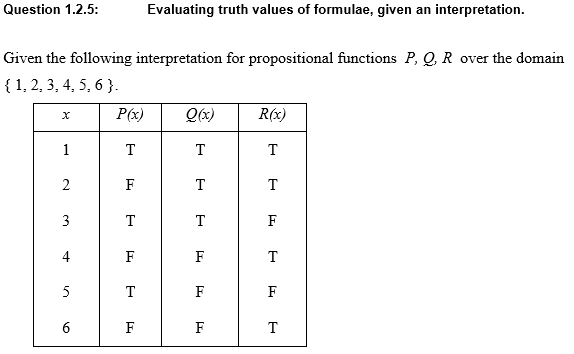 Question 1.2.5: Evaluating truth values of formulae, given an interpretation.
Given the following interpretation for propositional functions P, Q, R over the domain
{ 1, 2, 3, 4, 5, 6 }.
x P(x) Q(x) R(x)
1 T T T
2 F T T
3 T T F
4 F F T
5 T F F
6 F F T